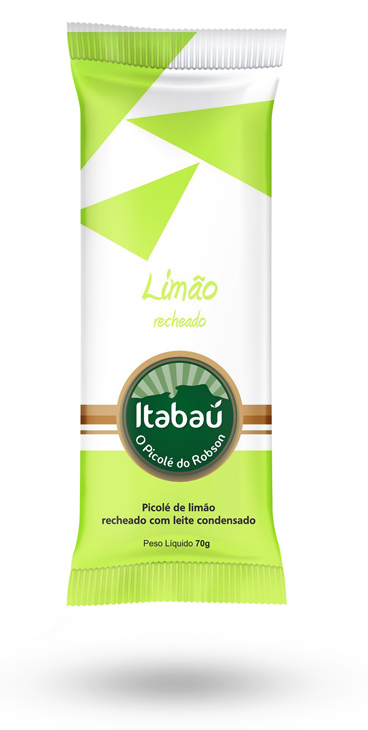 Limão
recheado
Itabaú
O Picolé do Robson
Picolé de limão
recheado com leite condensado
Peso Líquido 70g